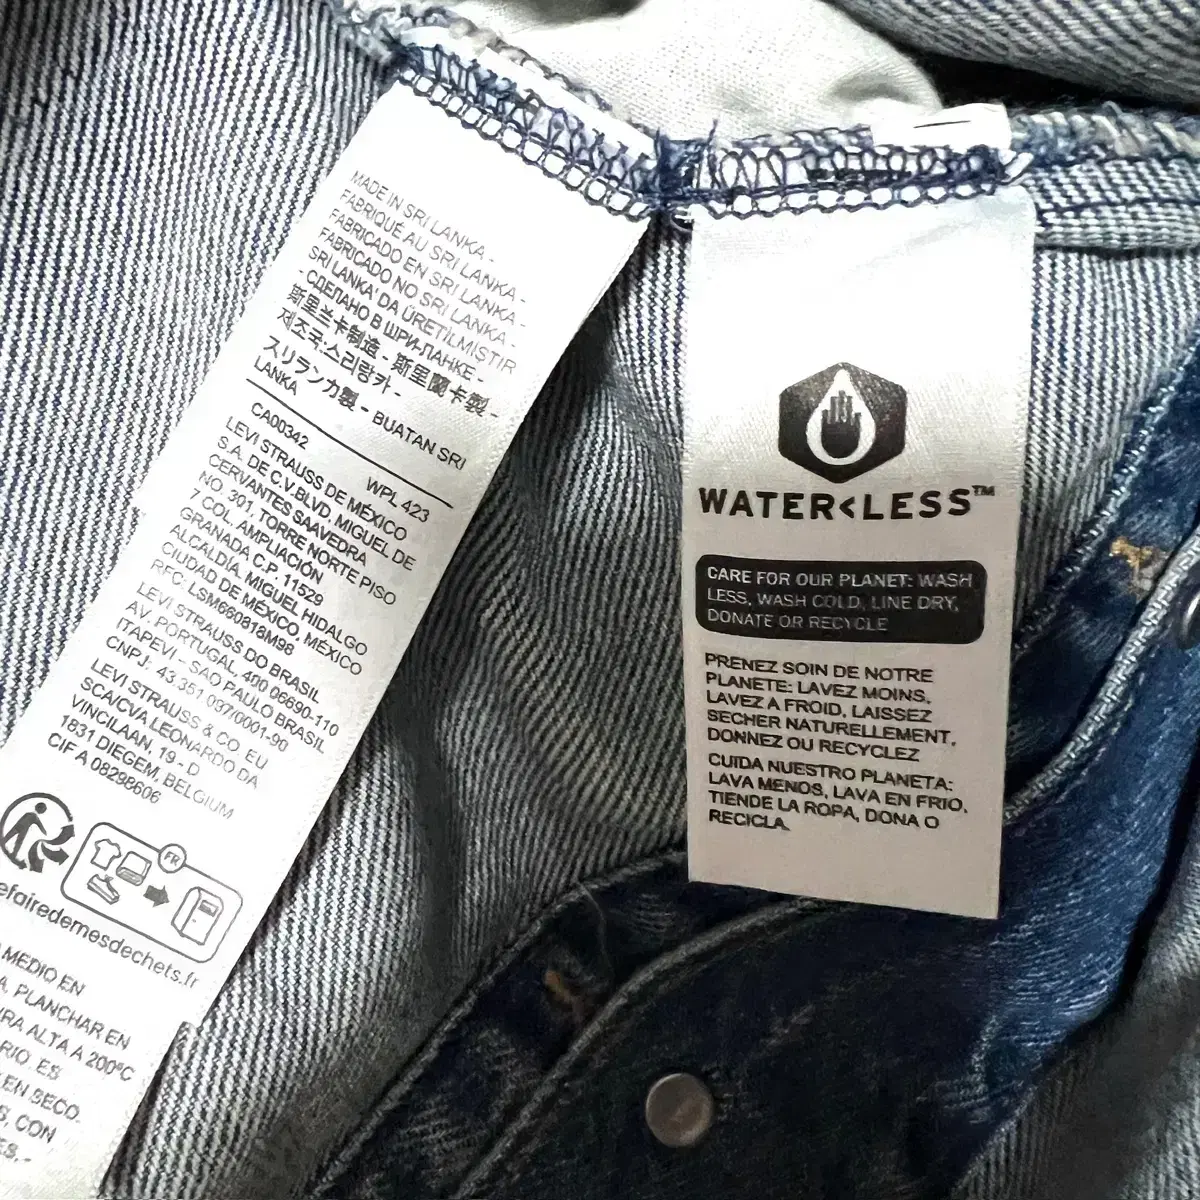 MADE IN SRI LANKA -
FABRIQUÉ AU SRI LANKA -
FABRICADO EN SRI LANKA -
FABRICADO NO SRI LANKA -
SRI LANKA' DA ÜRETİLMİSTİR
- СДЕЛАНО В ШРИ-ЛАНКЕ -
斯里兰卡制造 - 斯里蘭卡製 -
제조국:스리랑카 -
スリランカ製 - BUATAN SRI
LANKA
CA00342 WPL 423
LEVI STRAUSS DE MÉXICO
S.A. DE C.V-BLVD. MIGUEL DE
CERVANTES SAAVEDRA
NO. 301, TORRE NORTE PISO
7 COL. AMPLIACIÓN
GRANADA C.P. 11529
ALCALDÍA, MIGUEL HIDALGO
CIUDAD DE MÉXICO, MÉXICO
RFC: LSM660818M98
LEVI STRAUSS DO BRASIL
AV. PORTUGAL, 400 06690-110
ITAPEVI - SAO PAULO BRASIL
CNPJ: 43.351.097/0001-90
LEVI STRAUSS & CO. EU
SCA/CVA LEONARDO DA
VINCILAAN, 19 - D
1831 DIEGEM, BELGIUM
CIF A 08298606
FR
efairedemesdechets.fr
MEDIO EN
A. PLANCHAR EN
URA ALTA A 200ºC
RIO. ES
EN SECO.
S, CON
WATER<LESS™
CARE FOR OUR PLANET: WASH
LESS, WASH COLD, LINE DRY,
DONATE OR RECYCLE
PRENEZ SOIN DE NOTRE
PLANETE: LAVEZ MOINS,
LAVEZ A FROID, LAISSEZ
SECHER NATURELLEMENT,
DONNEZ OU RECYCLEZ
CUIDA NUESTRO PLANETA:
LAVA MENOS, LAVA EN FRIO,
TIENDE LA ROPA, DONA O
RECICLA